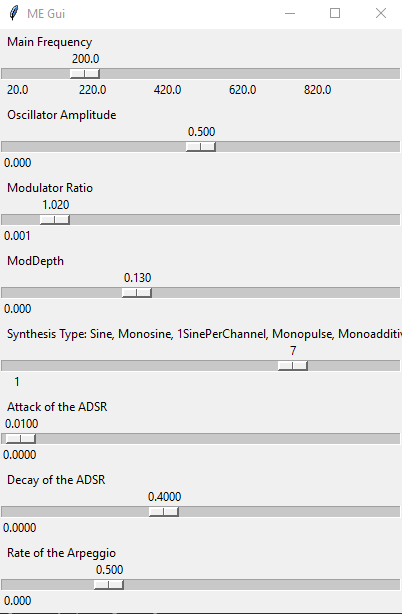 ME Gui
Main Frequency
200.0
20.0 220.0 420.0 620.0 820.0
Oscillator Amplitude
0.500
0.000
Modulator Ratio
1.020
0.001
ModDepth
0.130
0.000
Synthesis Type: Sine, Monosine, 1SinePerChannel, Monopulse, Monoadditiv
7
1
Attack of the ADSR
0.0100
0.0000
Decay of the ADSR
0.4000
0.0000
Rate of the Arpeggio
0.500
0.000